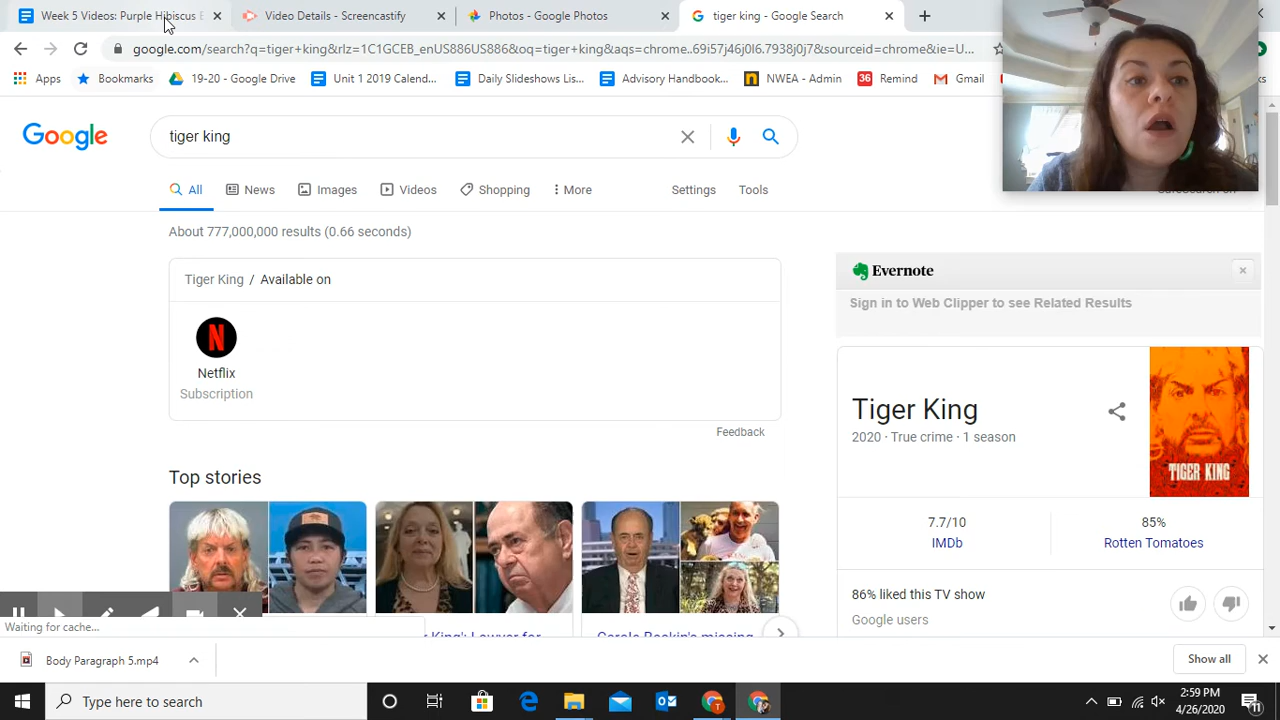 Week 5 Videos: Purple Hibiscus E
Video Details - Screencastify
Photos - Google Photos
tiger king - Google Search
google.com/search?q=tiger+king&rlz=1C1GCEB_enUS886US886&oq=tiger+king&aqs=chrome..69i57j46j0l6.7938j0j7&sourceid=chrome&ie=U...
Apps
Bookmarks
19-20 - Google Drive
Unit 1 2019 Calend...
Daily Slideshows Lis...
Advisory Handbook...
NWEA - Admin
36 Remind
Gmail
Google
tiger king
All
News
Images
Videos
Shopping
More
Settings
Tools
About 777,000,000 results (0.66 seconds)
Tiger King / Available on
N
Netflix
Subscription
Feedback
Evernote
Sign in to Web Clipper to see Related Results
Tiger King
2020 · True crime · 1 season
TIGER KING
7.7/10
IMDb
85%
Rotten Tomatoes
86% liked this TV show
Google users
Top stories
King': Lawyer for
Carole Baskin's missing
Waiting for cache...
Body Paragraph 5.mp4
Show all
Type here to search
2:59 PM
4/26/2020
11